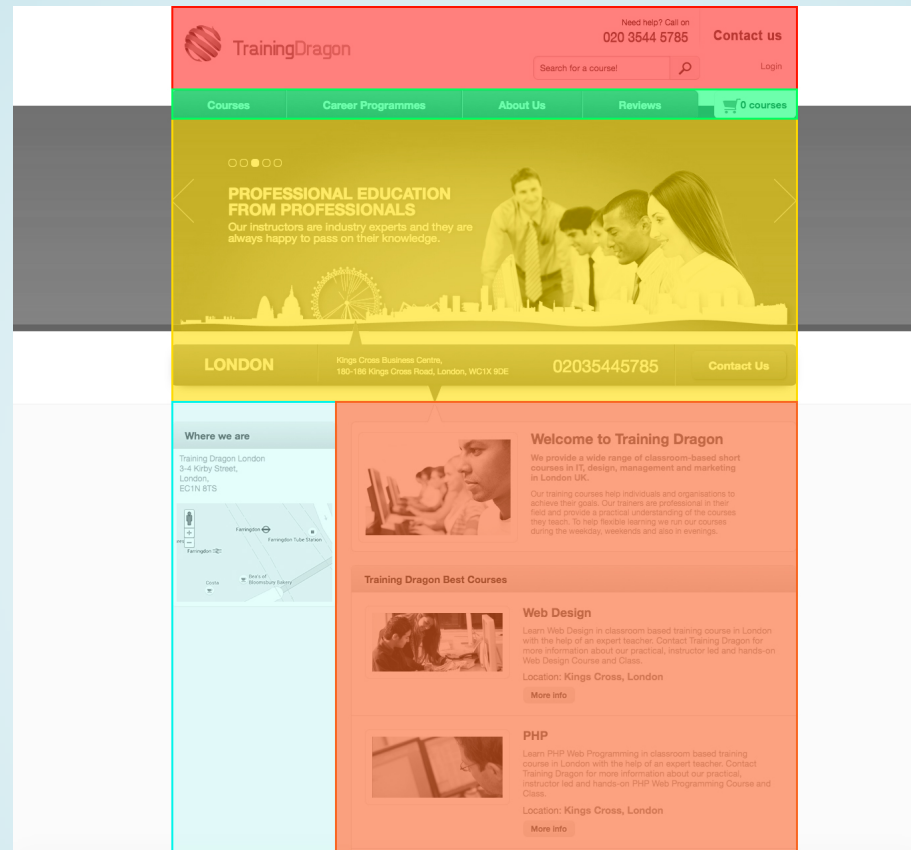 TrainingDragon
Need help? Call on
020 3544 5785
Contact us
Search for a course!
Login
Courses
Career Programmes
About Us
Reviews
0 courses
PROFESSIONAL EDUCATION
FROM PROFESSIONALS
Our instructors are industry experts and they are
always happy to pass on their knowledge.
LONDON
Kings Cross Business Centre,
180-186 Kings Cross Road, London, WC1X 9DE
02035445785
Contact Us
Where we are
Training Dragon London
3-4 Kirby Street,
London,
EC1N 8TS
Farringdon
Farringdon Tube Station
Farringdon
Costa
Bea's of
Bloomsbury Bakery
Welcome to Training Dragon
We provide a wide range of classroom-based short
courses in IT, design, management and marketing
in London UK.
Our training courses help individuals and organisations to
achieve their goals. Our trainers are professional in their
field and provide a practical understanding of the courses
they teach. To help flexible learning we run our courses
during the weekday, weekends and also in evenings.
Training Dragon Best Courses
Web Design
Learn Web Design in classroom based training course in London
with the help of an expert teacher. Contact Training Dragon for
more information about our practical, instructor led and hands-on
Web Design Course and Class.
Location: Kings Cross, London
More info
PHP
Learn PHP Web Programming in classroom based training
course in London with the help of an expert teacher. Contact
Training Dragon for more information about our practical,
instructor led and hands-on PHP Web Programming Course and
Class.
Location: Kings Cross, London
More info